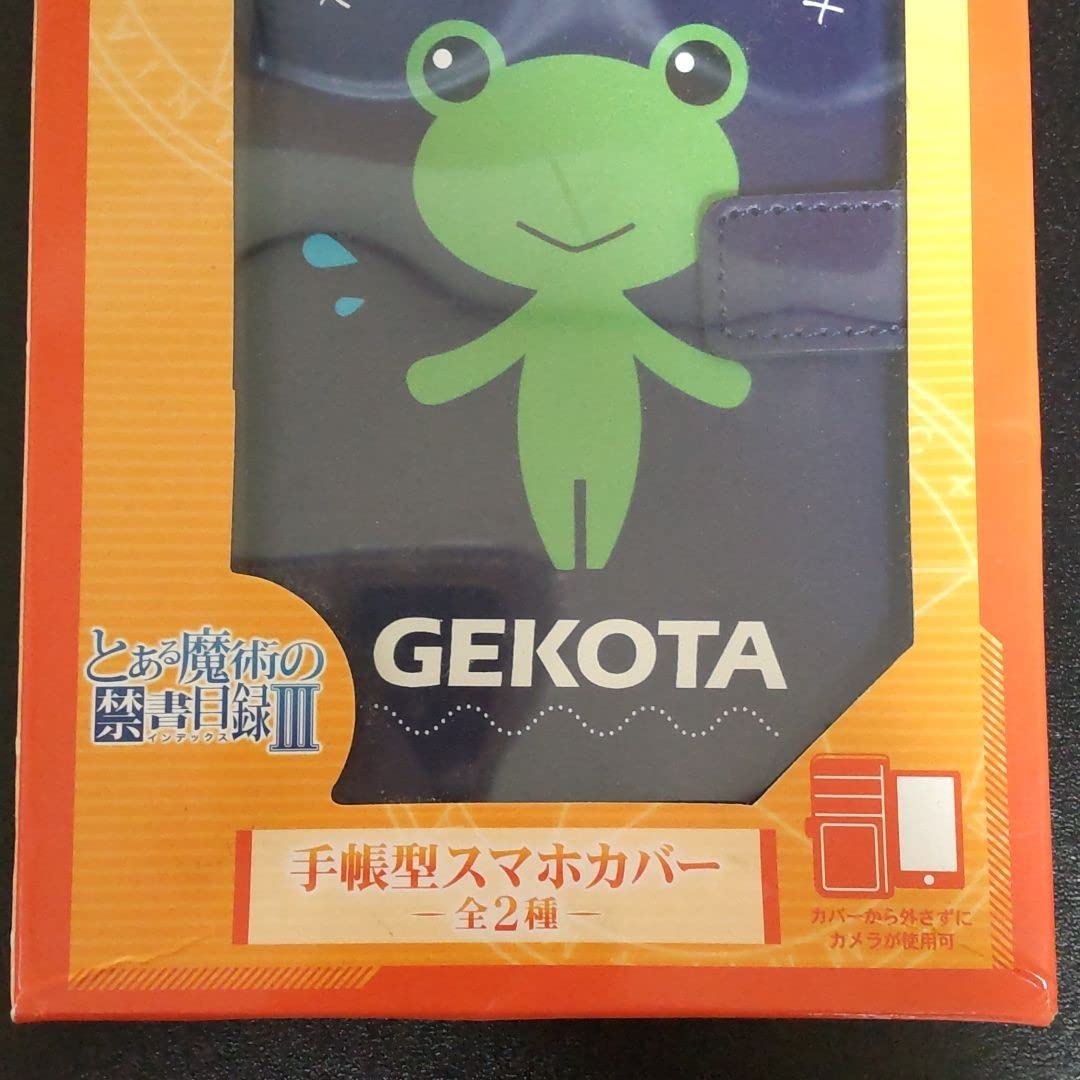 GEKOTA
とある魔術の
禁書目録III
インデックス
手帳型スマホカバー
－全2種－
カバーから外さずに
カメラが使用可